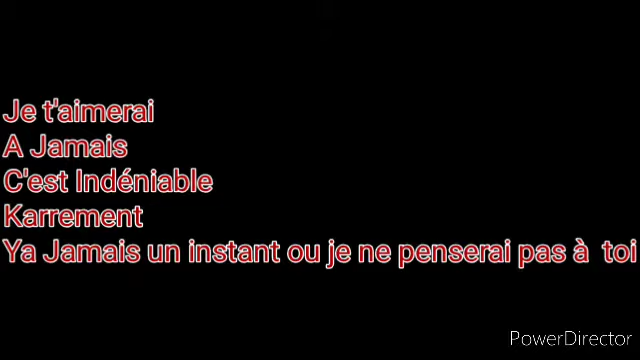 Je t'aimerai
A Jamais
C'est Indéniable
Karrement
Ya Jamais un instant ou je ne penserai pas à toi
PowerDirector